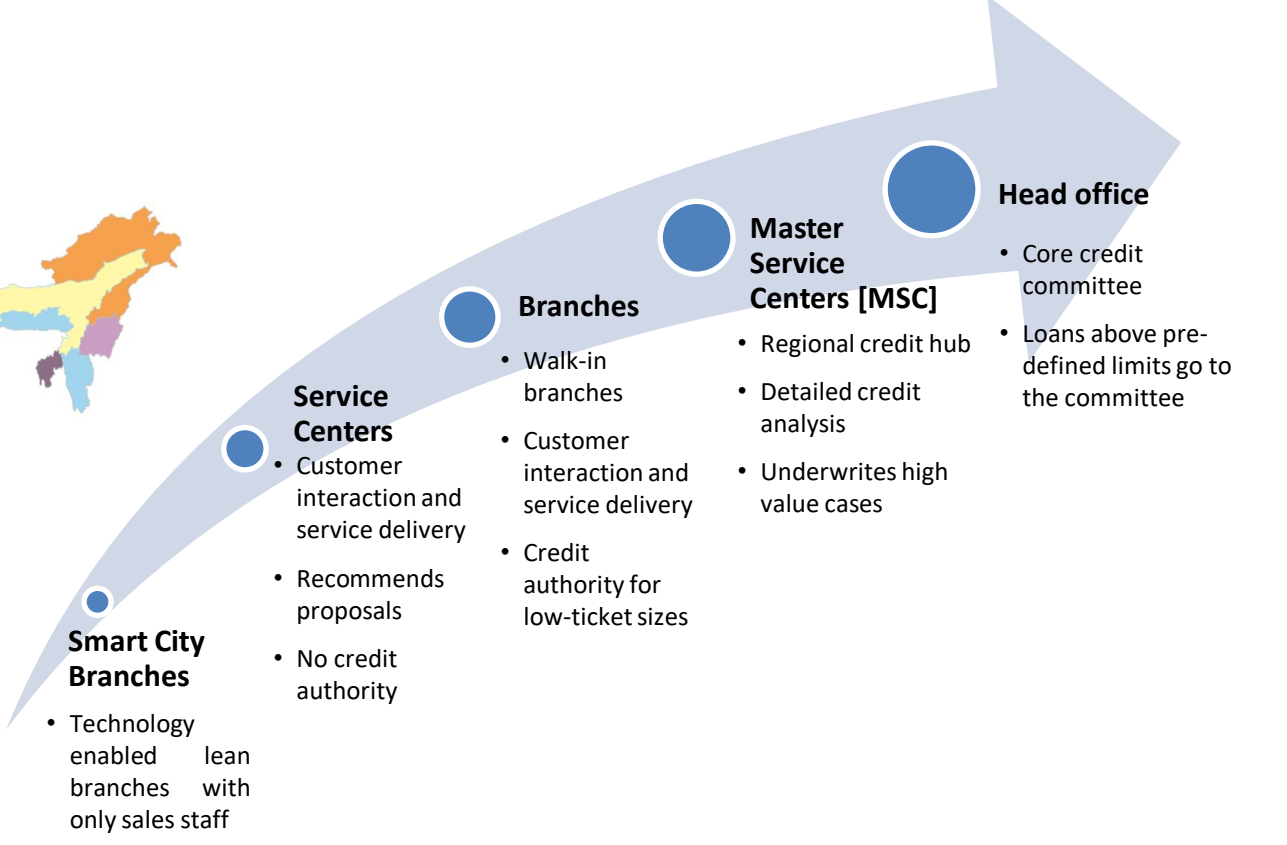 Smart City
Branches
• Technology
enabled lean
branches with
only sales staff
Service
Centers
• Customer
interaction and
service delivery
• Recommends
proposals
• No credit
authority
Branches
• Walk-in
branches
• Customer
interaction and
service delivery
• Credit
authority for
low-ticket sizes
Master
Service
Centers [MSC]
• Regional credit hub
• Detailed credit
analysis
• Underwrites high
value cases
Head office
• Core credit
committee
• Loans above pre-
defined limits go to
the committee